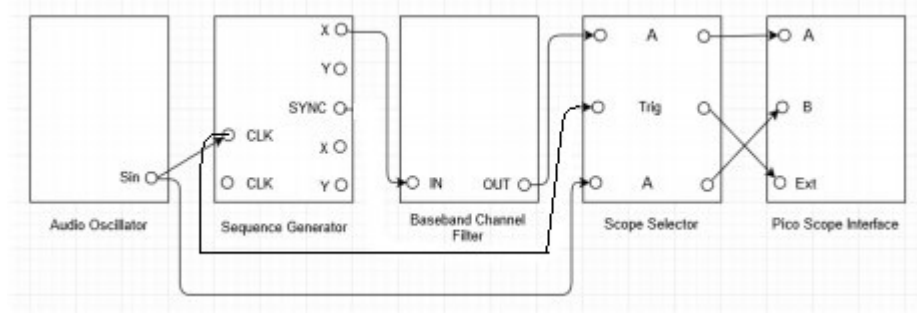 X
Y
SYNC
CLK
X
Sin
CLK
Y
IN
OUT
A
Trig
A
A
B
Ext
Audio Oscillator
Sequence Generator
Baseband Channel
Filter
Scope Selector
Pico Scope Interface